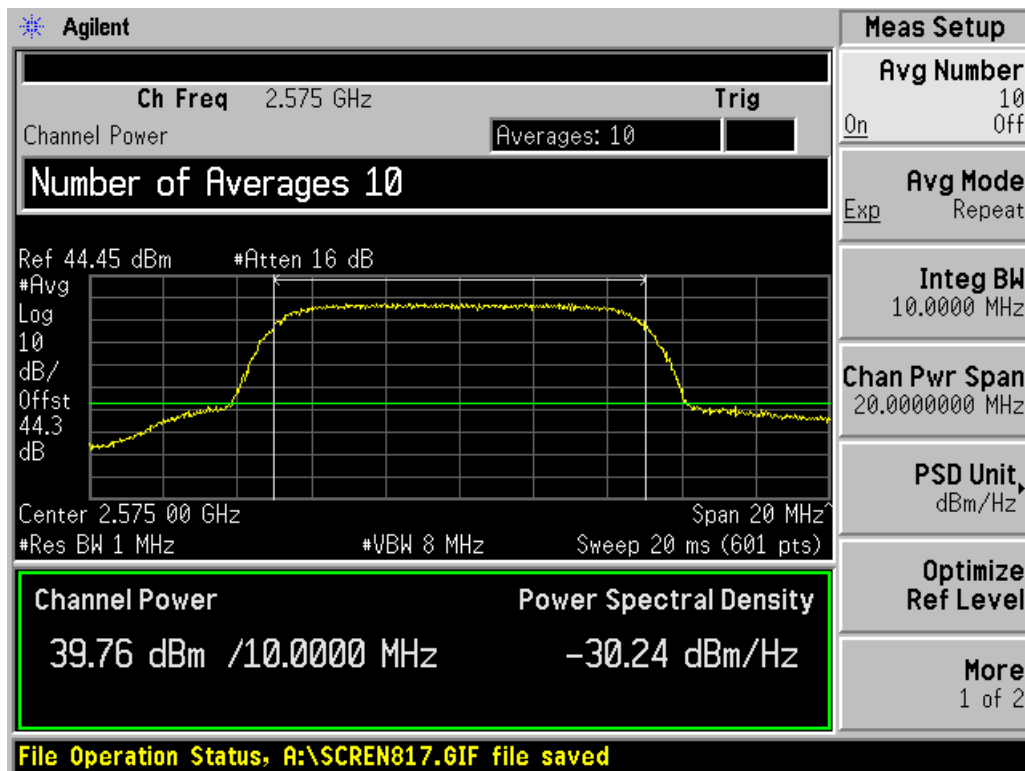 Agilent
Ch Freq 2.575 GHz Trig
Channel Power Averages: 10
Number of Averages 10
Ref 44.45 dBm #Atten 16 dB
#Avg
Log
10
dB/
Offst
44.3
dB
Center 2.575 00 GHz Span 20 MHz^
#Res BW 1 MHz #VBW 8 MHz Sweep 20 ms (601 pts)
Channel Power Power Spectral Density
39.76 dBm /10.0000 MHz -30.24 dBm/Hz
File Operation Status, A:\SCREN817.GIF file saved
Meas Setup
Avg Number
10
On Off
Avg Mode
Exp Repeat
Integ BW
10.0000 MHz
Chan Pwr Span
20.0000000 MHz
PSD Unit
dBm/Hz
Optimize
Ref Level
More
1 of 2